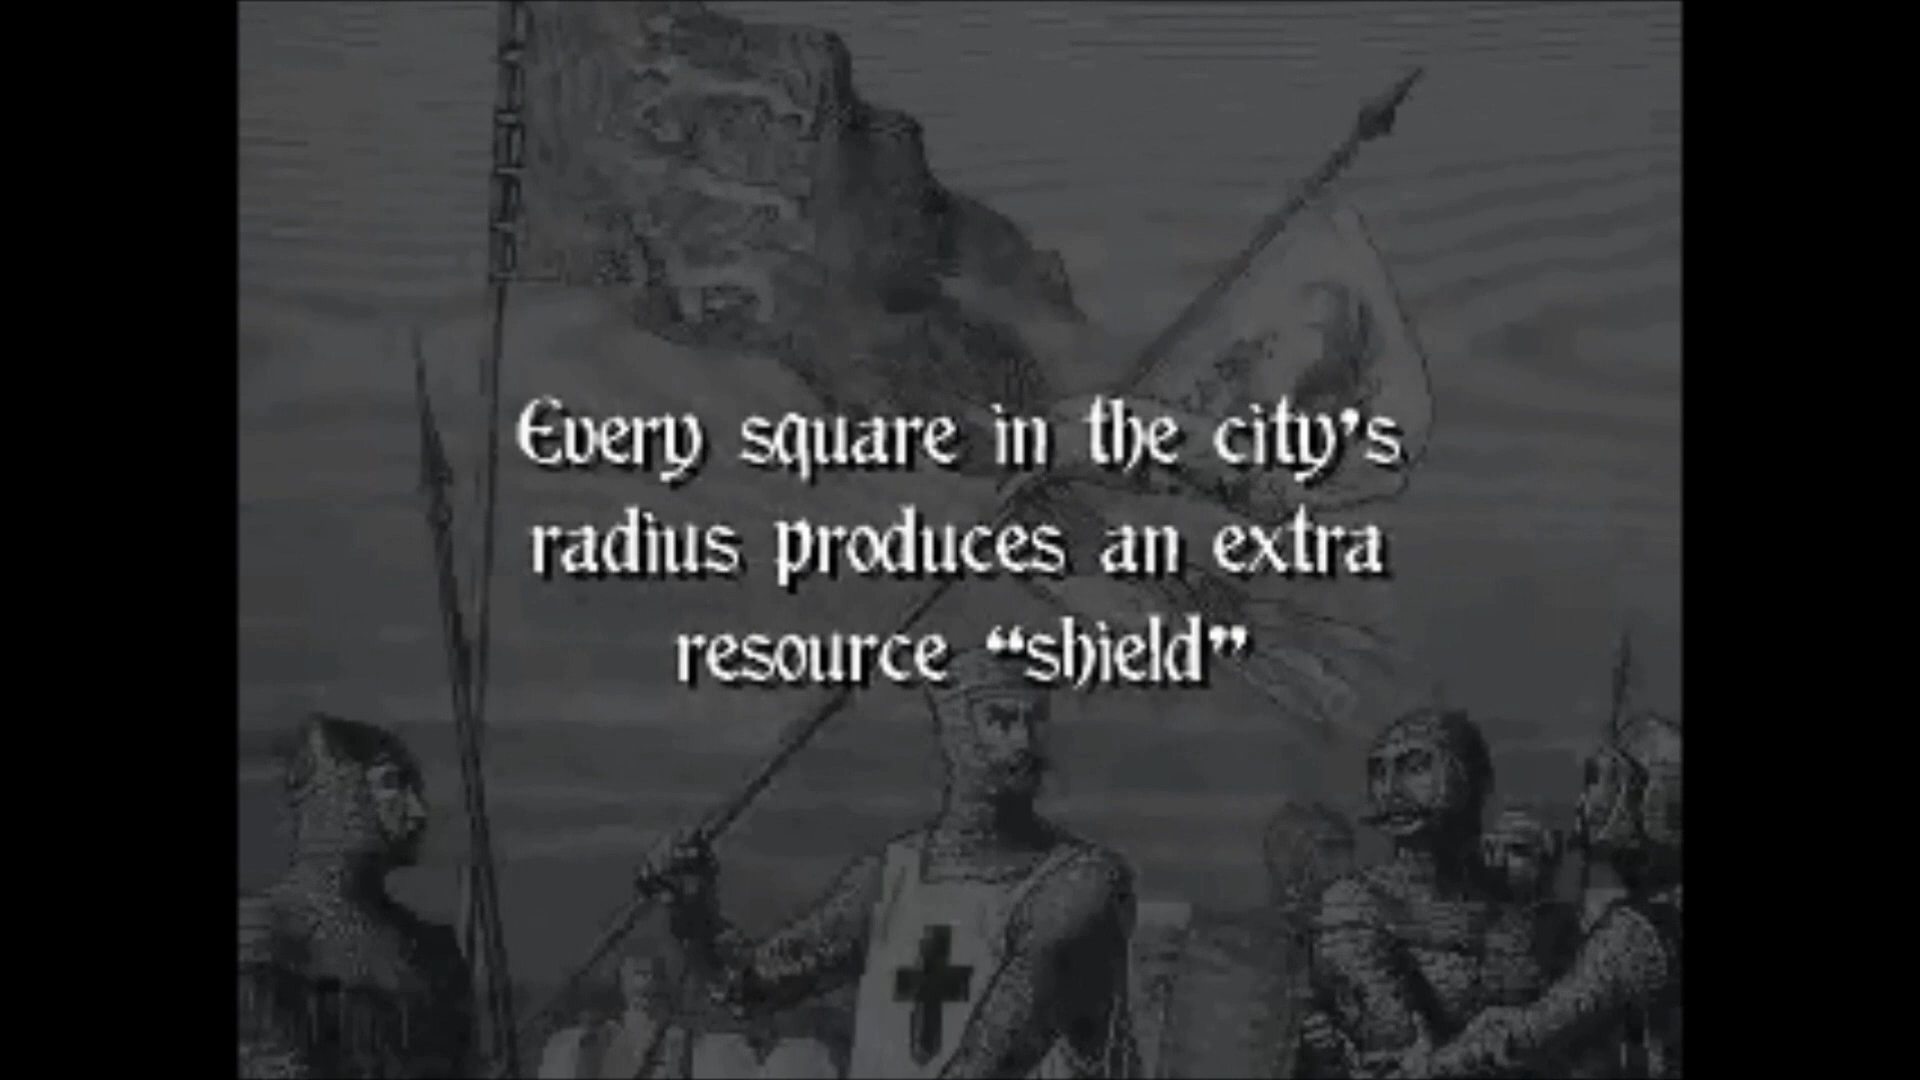 Every square in the city's
radius produces an extra
resource “shield”